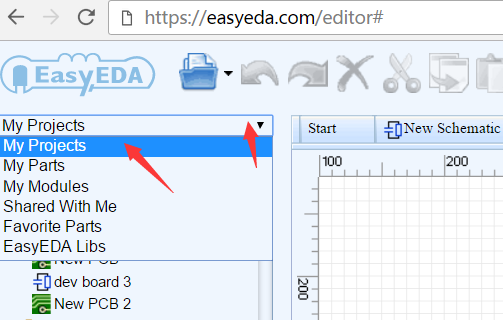 https://easyeda.com/editor#
EasyEDA
My Projects
Start
New Schematic
My Projects
My Parts
My Modules
Shared With Me
Favorite Parts
EasyEDA Libs
New PCB
dev board 3
New PCB 2
100
200
200